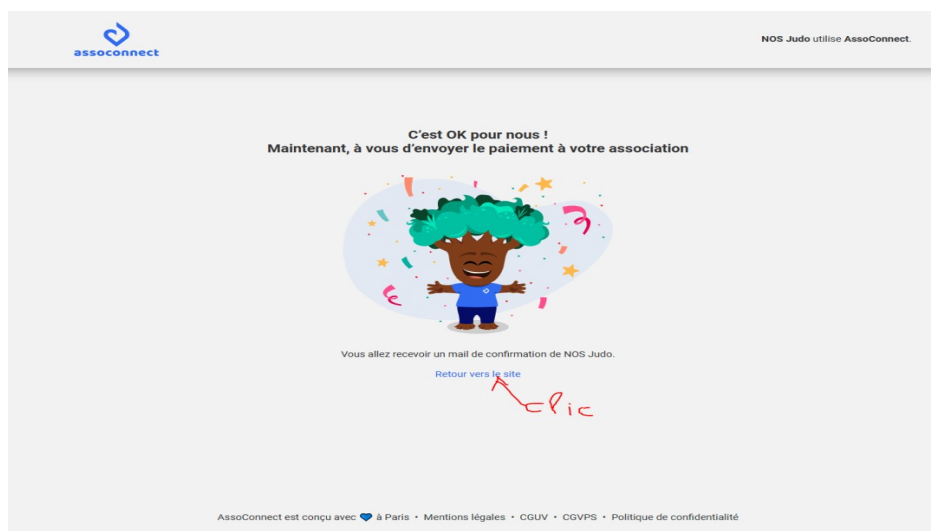 assoconnect
NOS Judo utilise AssoConnect.
C'est OK pour nous !
Maintenant, à vous d'envoyer le paiement à votre association
Vous allez recevoir un mail de confirmation de NOS Judo.
Retour vers le site
clic
AssoConnect est conçu avec 💙 à Paris • Mentions légales • CGUV • CGVPS • Politique de confidentialité